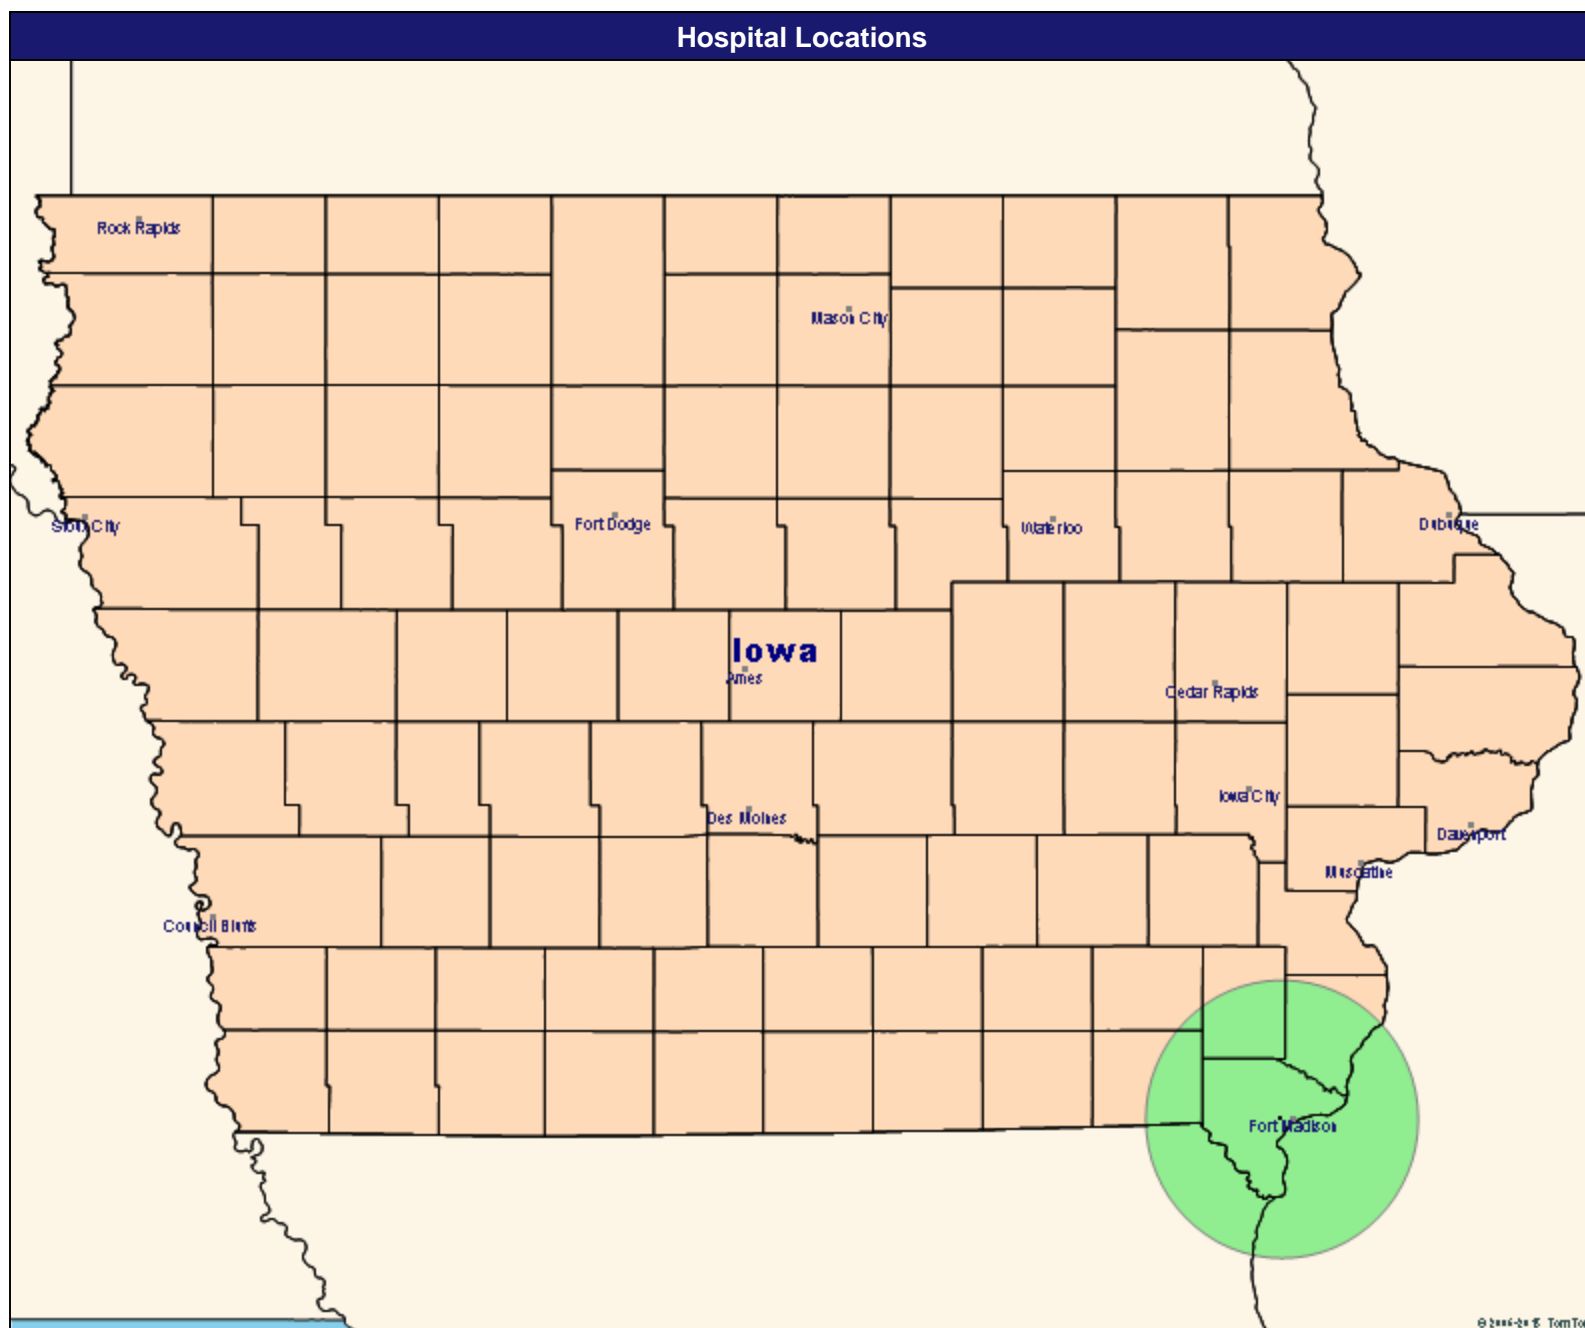 Hospital Locations
Rock Rapids
Mason City
Sioux City
Fort Dodge
Waterloo
Dubuque
Iowa
Ames
Cedar Rapids
Iowa City
Des Moines
Davenport
Muscatine
Council Bluffs
Fort Madison
TomTo